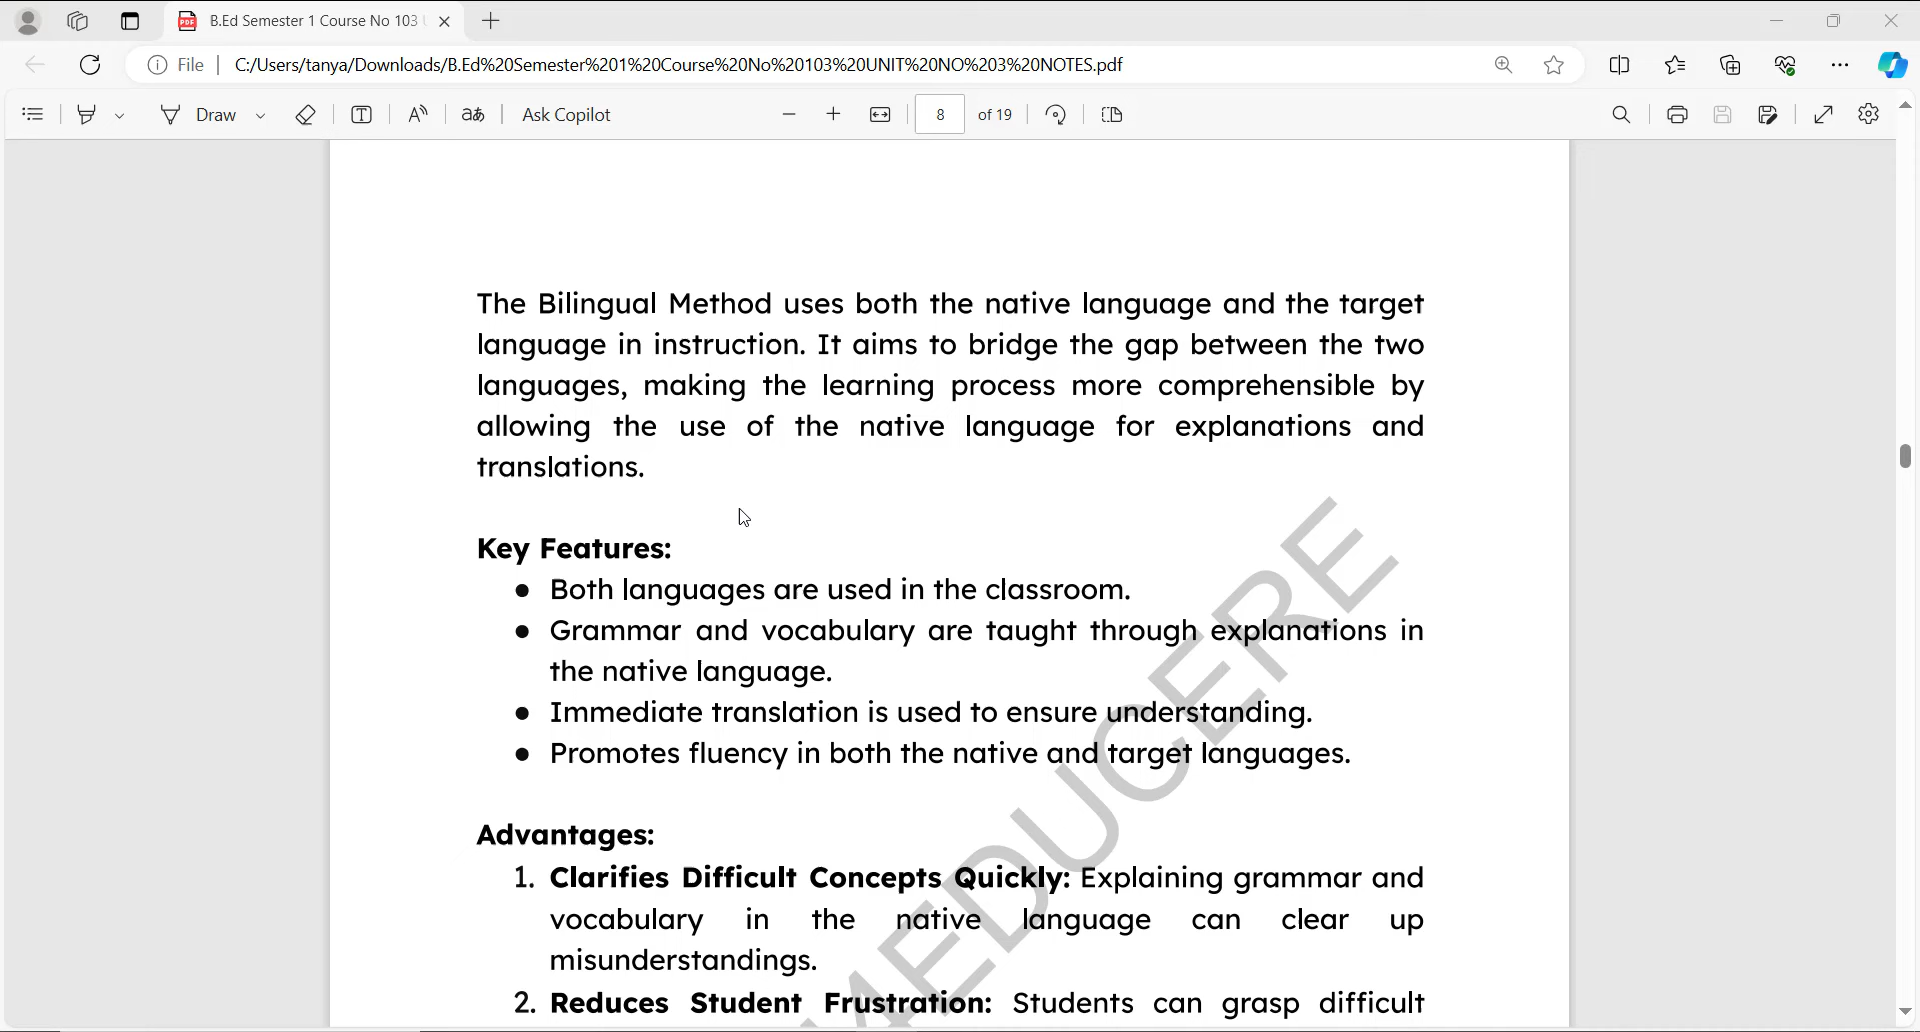 B.Ed Semester 1 Course No 103
File
C:/Users/tanya/Downloads/B.Ed%20Semester%201%20Course%20No%20103%20UNIT%20NO%203%20NOTES.pdf
Draw
Ask Copilot
8 of 19
The Bilingual Method uses both the native language and the target
language in instruction. It aims to bridge the gap between the two
languages, making the learning process more comprehensible by
allowing the use of the native language for explanations and
translations.
Key Features:
● Both languages are used in the classroom.
● Grammar and vocabulary are taught through explanations in
the native language.
● Immediate translation is used to ensure understanding.
● Promotes fluency in both the native and target languages.
Advantages:
1. Clarifies Difficult Concepts Quickly: Explaining grammar and
vocabulary in the native language can clear up
misunderstandings.
2. Reduces Student Frustration: Students can grasp difficult
4EDUCERE